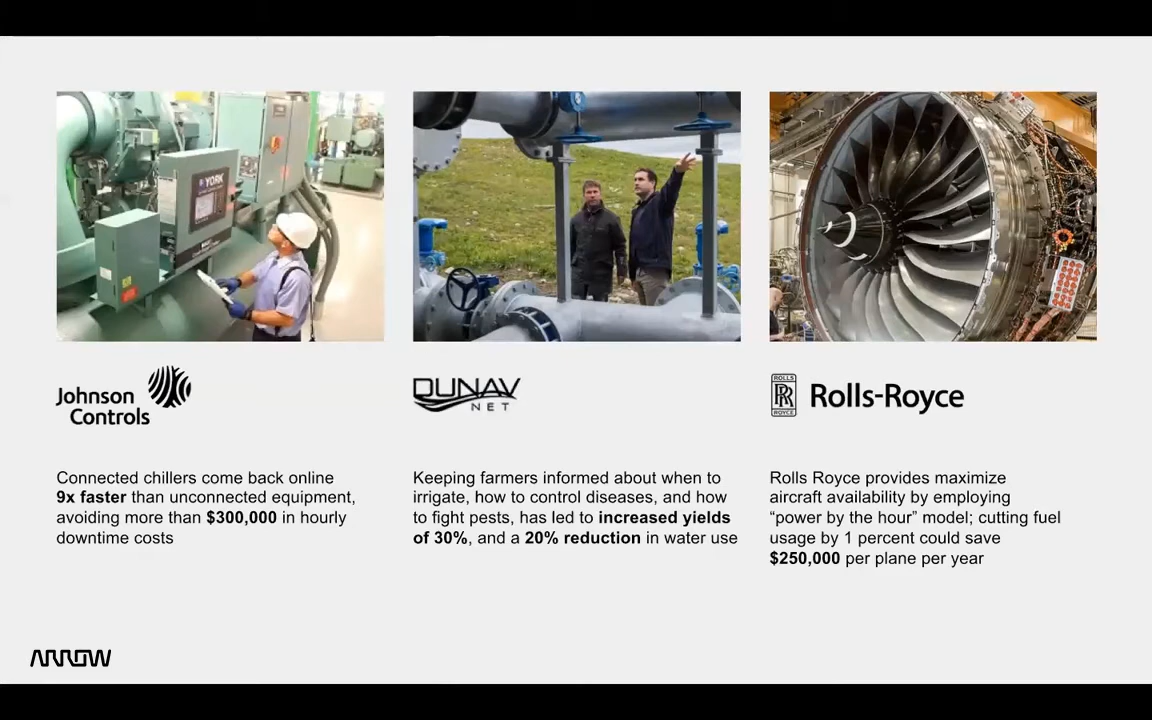 YORK
Johnson
Controls
Connected chillers come back online
9x faster than unconnected equipment,
avoiding more than $300,000 in hourly
downtime costs
DUNAV
NET
Keeping farmers informed about when to
irrigate, how to control diseases, and how
to fight pests, has led to increased yields
of 30%, and a 20% reduction in water use
ROLLS
RR
ROYCE
Rolls-Royce
Rolls Royce provides maximize
aircraft availability by employing
“power by the hour” model; cutting fuel
usage by 1 percent could save
$250,000 per plane per year
ARROW